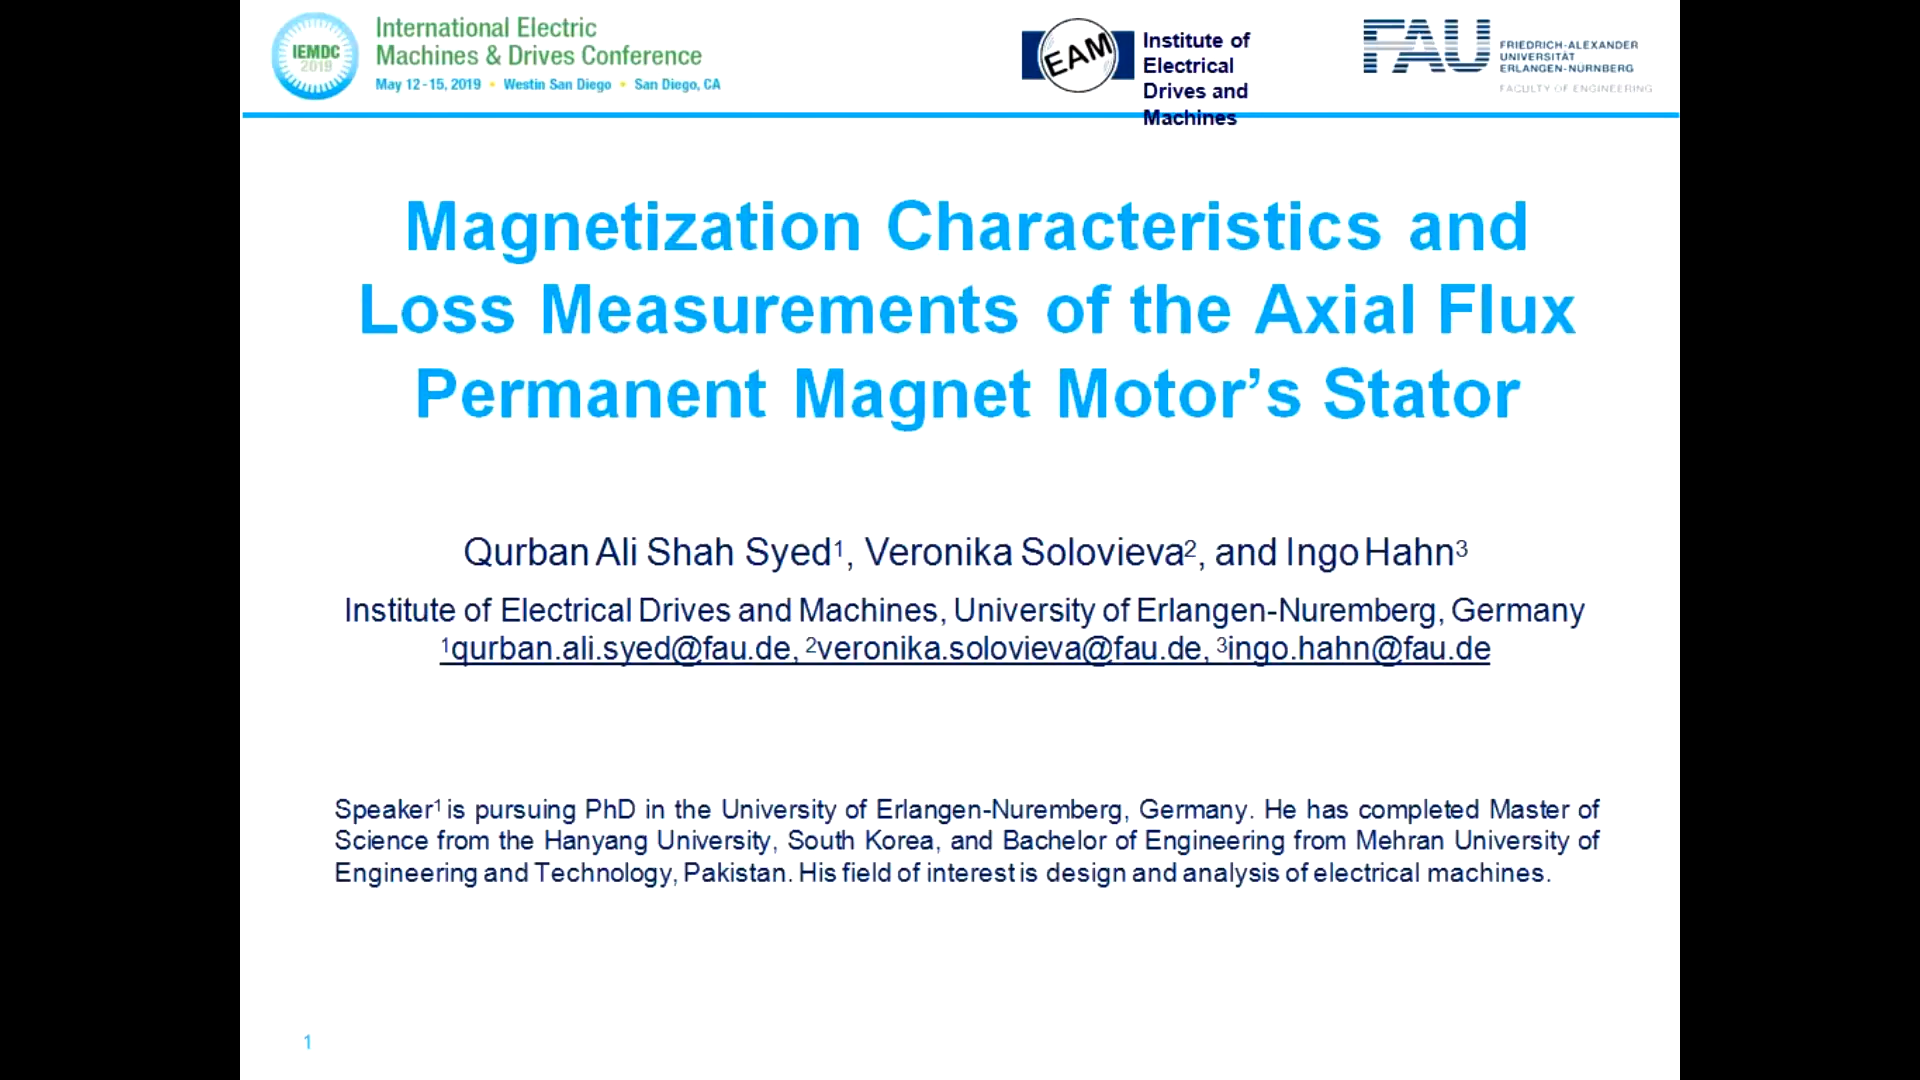 IEMDC
2019
International Electric
Machines & Drives Conference
May 12-15, 2019 • Westin San Diego • San Diego, CA
EAM
Institute of
Electrical
Drives and
Machines
FAU
FRIEDRICH-ALEXANDER
UNIVERSITÄT
ERLANGEN-NÜRNBERG
FACULTY OF ENGINEERING
Magnetization Characteristics and
Loss Measurements of the Axial Flux
Permanent Magnet Motor’s Stator
Qurban Ali Shah Syed¹, Veronika Solovieva², and Ingo Hahn³
Institute of Electrical Drives and Machines, University of Erlangen-Nuremberg, Germany
¹qurban.ali.syed@fau.de, ²veronika.solovieva@fau.de, ³ingo.hahn@fau.de
Speaker¹ is pursuing PhD in the University of Erlangen-Nuremberg, Germany. He has completed Master of
Science from the Hanyang University, South Korea, and Bachelor of Engineering from Mehran University of
Engineering and Technology, Pakistan. His field of interest is design and analysis of electrical machines.
1